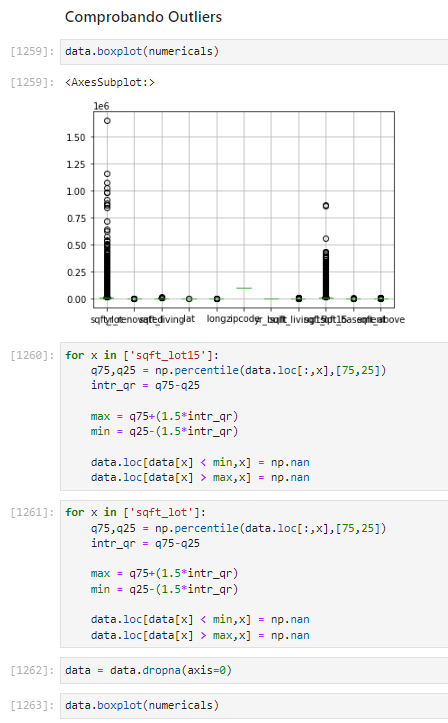 Comprobando Outliers
[1259]: data.boxplot(numericals)
[1259]: <AxesSubplot:>
1e6
1.50
1.25
1.00
0.75
0.50
0.25
0.00
lat long zipcode
[1260]: for x in ['sqft_lot15']:
q75,q25 = np.percentile(data.loc[:,x],[75,25])
intr_qr = q75-q25
max = q75+(1.5*intr_qr)
min = q25-(1.5*intr_qr)
data.loc[data[x] < min,x] = np.nan
data.loc[data[x] > max,x] = np.nan
[1261]: for x in ['sqft_lot']:
q75,q25 = np.percentile(data.loc[:,x],[75,25])
intr_qr = q75-q25
max = q75+(1.5*intr_qr)
min = q25-(1.5*intr_qr)
data.loc[data[x] < min,x] = np.nan
data.loc[data[x] > max,x] = np.nan
[1262]: data = data.dropna(axis=0)
[1263]: data.boxplot(numericals)